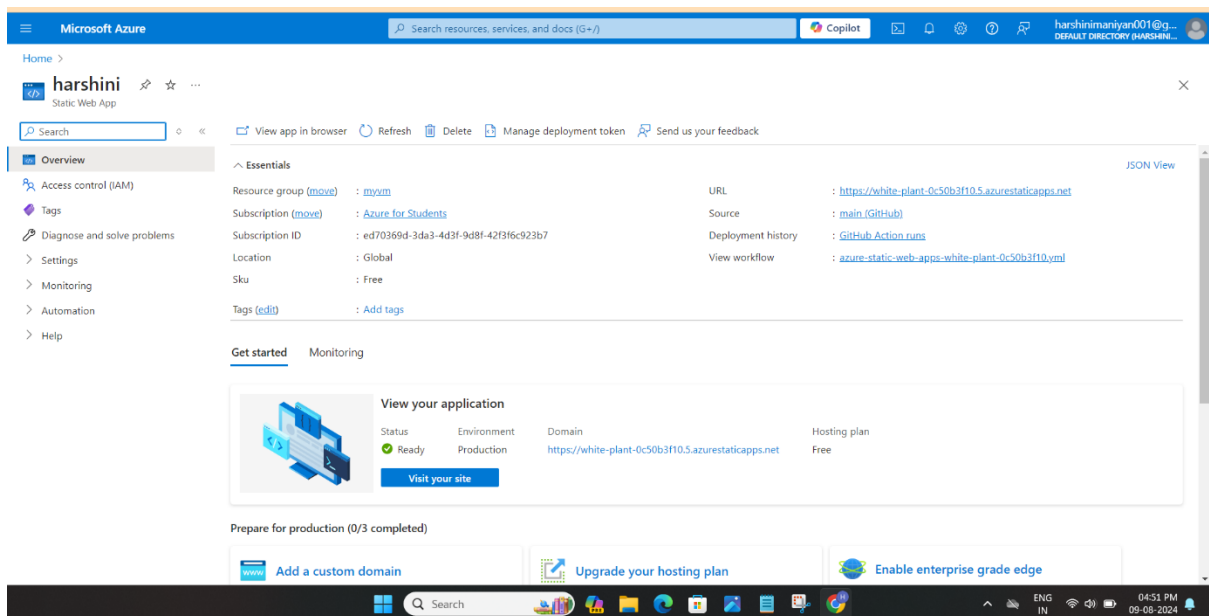 Microsoft Azure
Search resources, services, and docs (G+/)
Copilot
harshinimaniyan001@g...
DEFAULT DIRECTORY (HARSHINI...
Home >
harshini
Static Web App
Search
View app in browser Refresh Delete Manage deployment token Send us your feedback
Overview
Access control (IAM)
Tags
Diagnose and solve problems
Settings
Monitoring
Automation
Help
Essentials
JSON View
Resource group (move) : myvm
Subscription (move) : Azure for Students
Subscription ID : ed70369d-3da3-4d3f-9d8f-42f3f6c923b7
Location : Global
Sku : Free
Tags (edit) : Add tags
URL : https://white-plant-0c50b3f10.5.azurestaticapps.net
Source : main (GitHub)
Deployment history : GitHub Action runs
View workflow : azure-static-web-apps-white-plant-0c50b3f10.yml
Get started Monitoring
View your application
Status Environment Domain Hosting plan
Ready Production https://white-plant-0c50b3f10.5.azurestaticapps.net Free
Visit your site
Prepare for production (0/3 completed)
www Add a custom domain
Upgrade your hosting plan
Enable enterprise grade edge
Search
ENG
IN
04:51 PM
09-08-2024